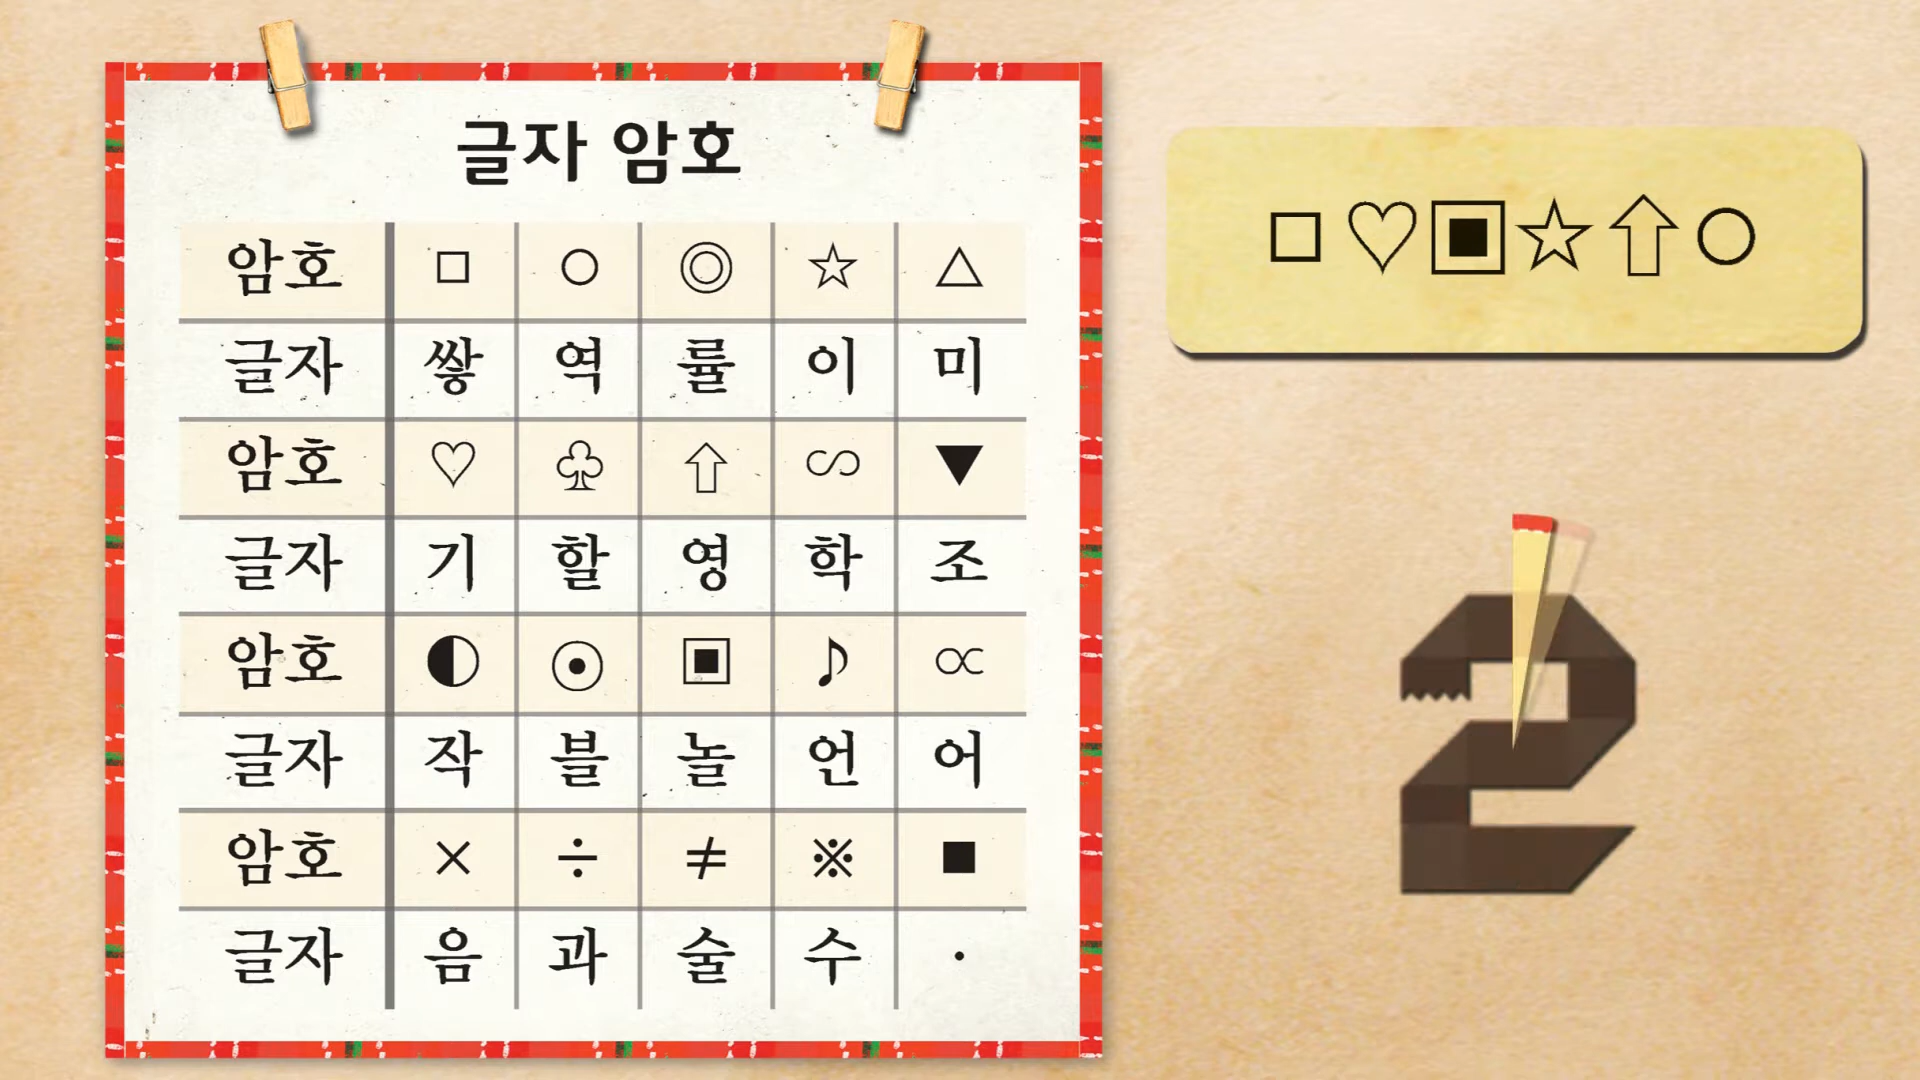 글자 암호
암호 □ ○ ◎ ☆ △
글자 쌓 역 률 이 미
암호 ♡ ♧ ⇧ ∽ ▼
글자 기 할 영 학 조
암호 ◐ ⊙ ▣ ♪ ∝
글자 작 블 놀 언 어
암호 × ÷ ≠ ※ ■
글자 음 과 술 수 ·
□♡▣☆⇧○
2